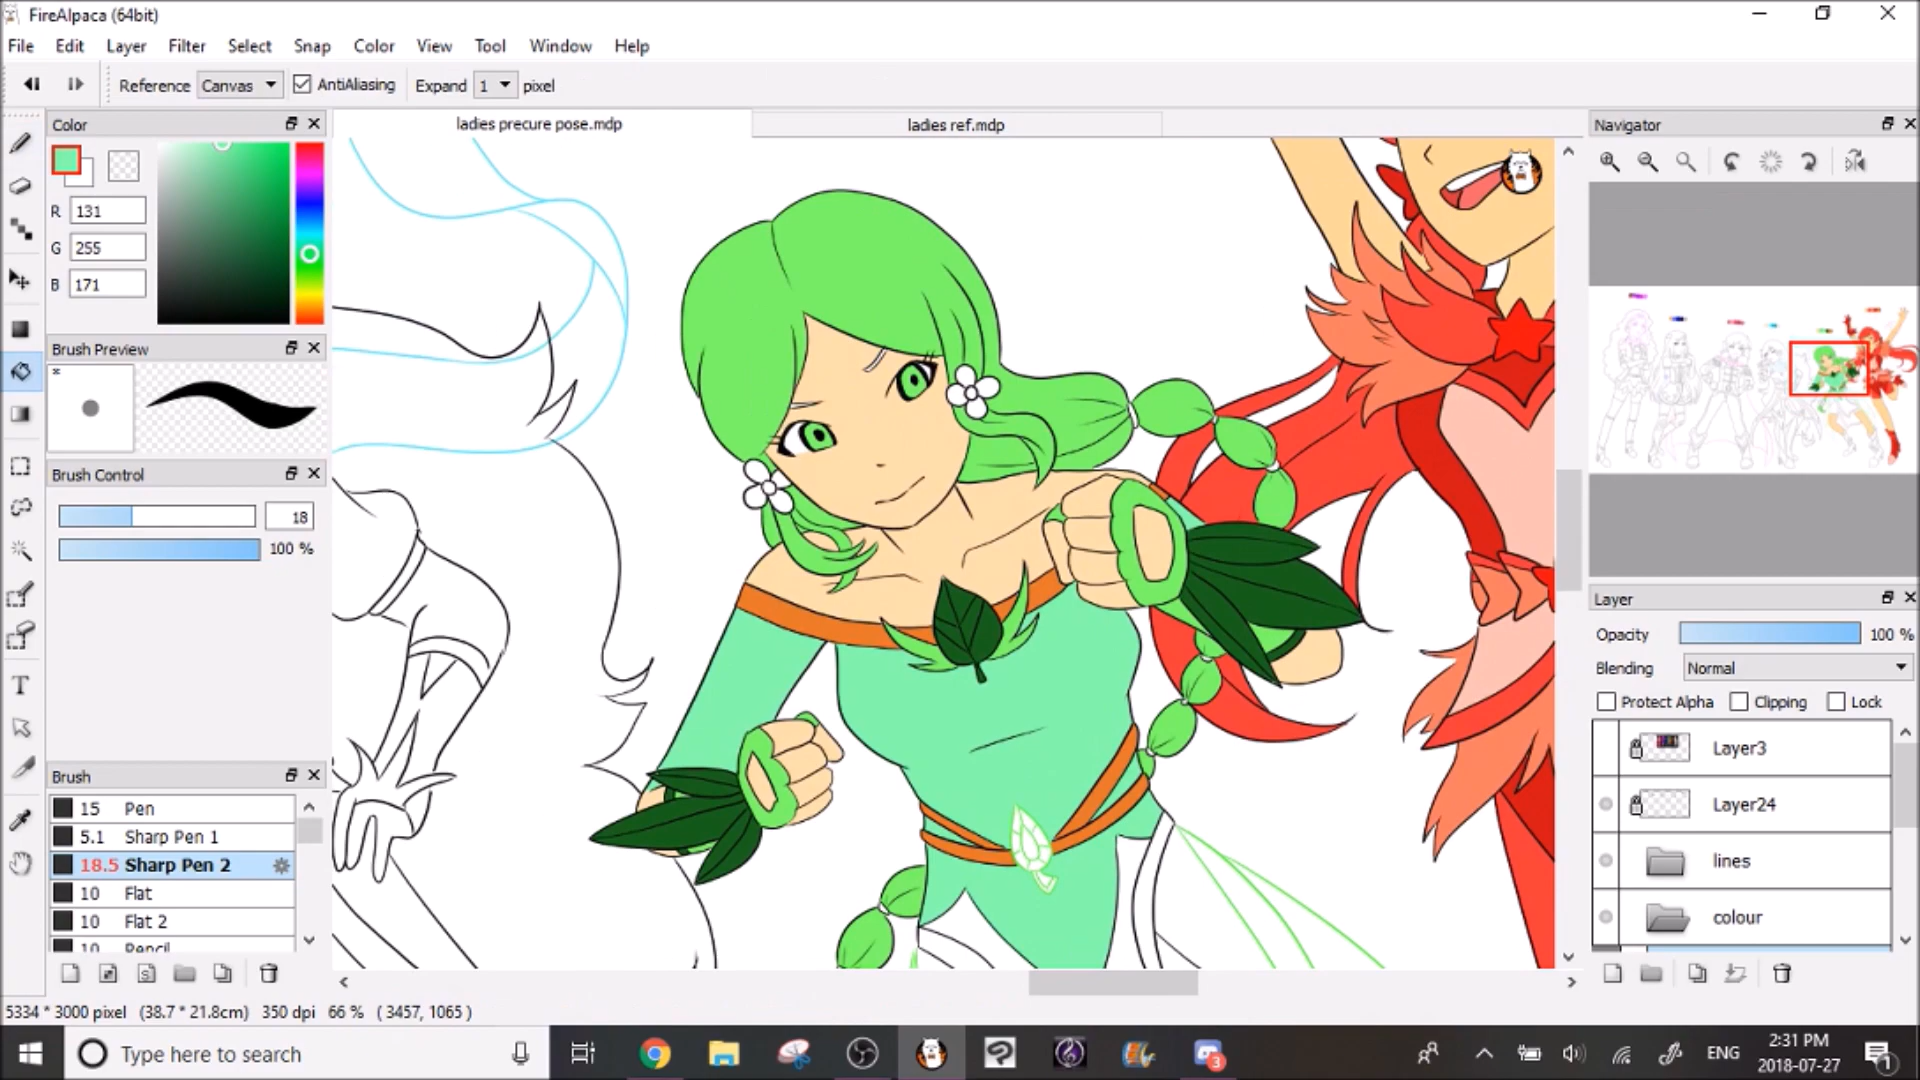 FireAlpaca (64bit)
File Edit Layer Filter Select Snap Color View Tool Window Help
Reference Canvas AntiAliasing Expand 1 pixel
Color
ladies precure pose.mdp
ladies ref.mdp
Navigator
R 131
G 255
B 171
Brush Preview
Brush Control
18
100 %
Layer
Opacity 100 %
Blending Normal
Protect Alpha Clipping Lock
Layer3
Layer24
lines
colour
Brush
15 Pen
5.1 Sharp Pen 1
18.5 Sharp Pen 2
10 Flat
10 Flat 2
10 Pencil
5334 * 3000 pixel (38.7 * 21.8cm) 350 dpi 66 % ( 3457, 1065 )
Type here to search
3
ENG
2:31 PM
2018-07-27
1